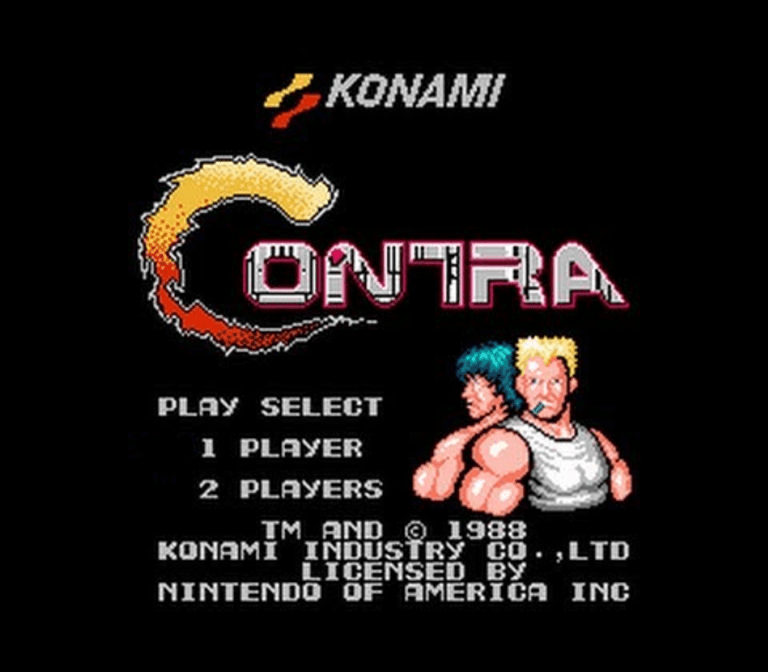 KONAMI
CONTRA
PLAY SELECT
1 PLAYER
2 PLAYERS
TM AND © 1988
KONAMI INDUSTRY CO.,LTD
LICENSED BY
NINTENDO OF AMERICA INC